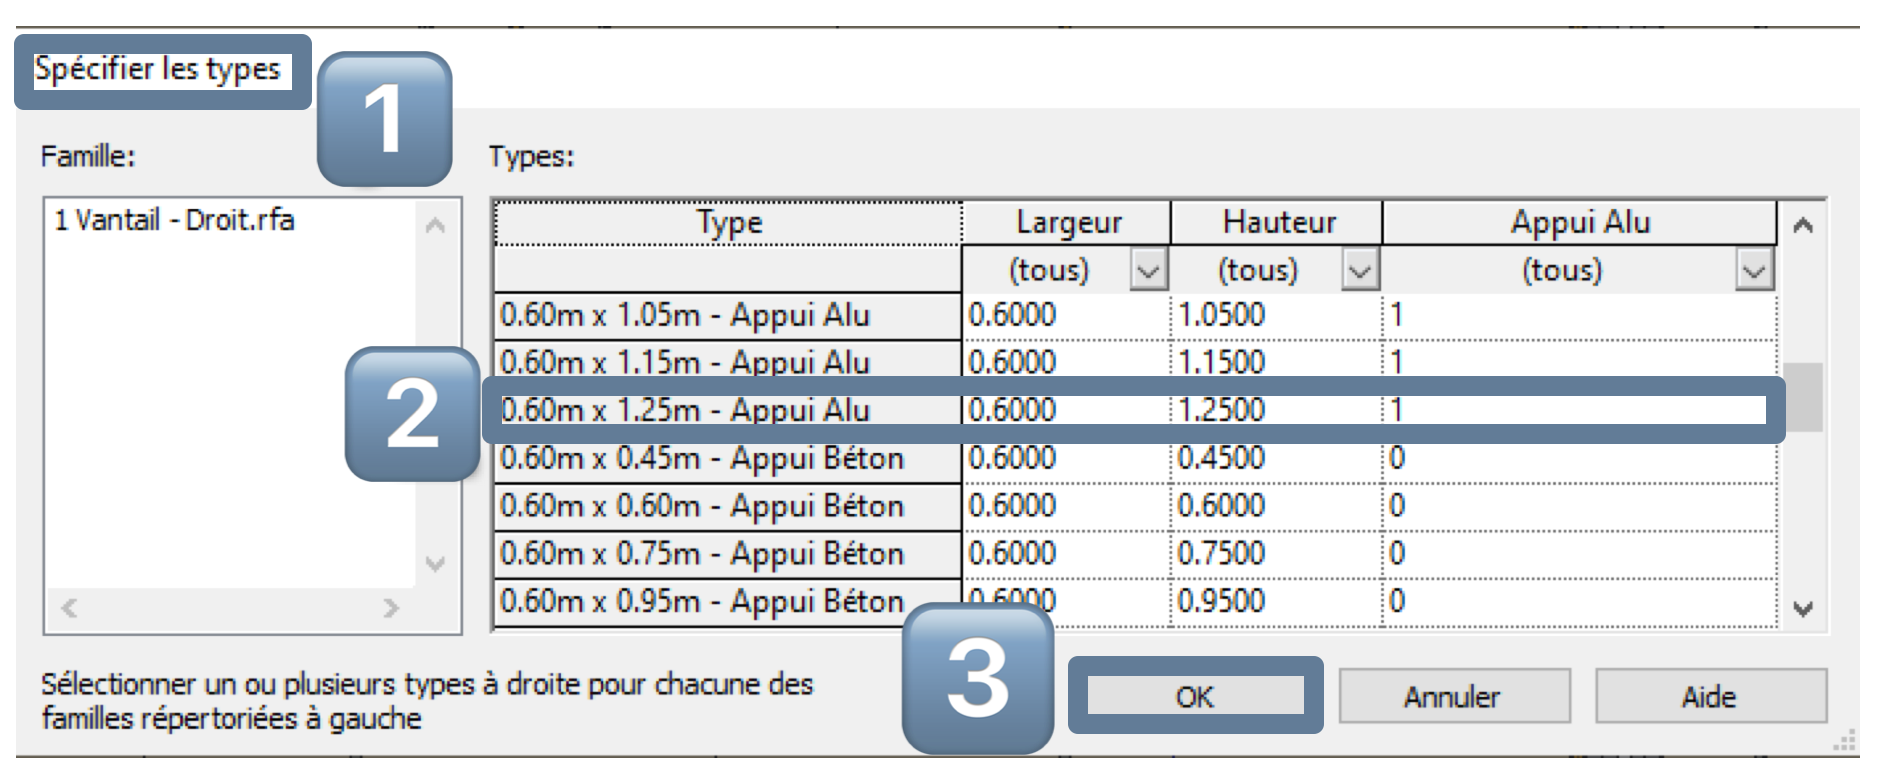 Spécifier les types
1
Famille:
Types:
1 Vantail - Droit.rfa
Type Largeur Hauteur Appui Alu
(tous) (tous) (tous)
0.60m x 1.05m - Appui Alu 0.6000 1.0500 1
0.60m x 1.15m - Appui Alu 0.6000 1.1500 1
2
0.60m x 1.25m - Appui Alu 0.6000 1.2500 1
0.60m x 0.45m - Appui Béton 0.6000 0.4500 0
0.60m x 0.60m - Appui Béton 0.6000 0.6000 0
0.60m x 0.75m - Appui Béton 0.6000 0.7500 0
0.60m x 0.95m - Appui Béton 0.6000 0.9500 0
Sélectionner un ou plusieurs types à droite pour chacune des
familles répertoriées à gauche
3
OK Annuler Aide